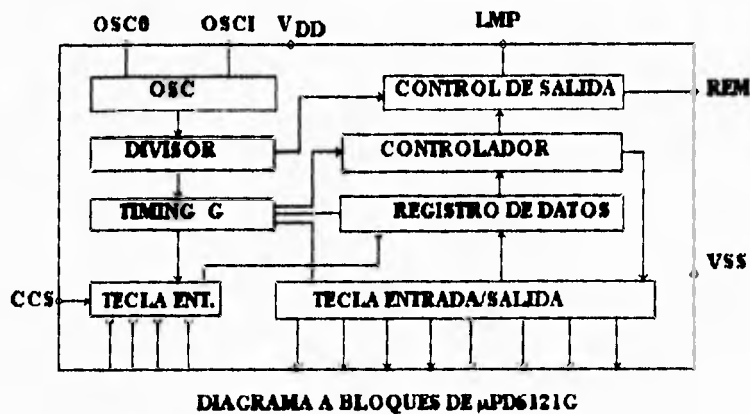 OSC0 OSCI VDD LMP
OSC
CONTROL DE SALIDA
REM
DIVISOR
CONTROLADOR
TIMING G
REGISTRO DE DATOS
VSS
CCS
TECLA ENT.
TECLA ENTRADA/SALIDA
DIAGRAMA A BLOQUES DE µPD6121G